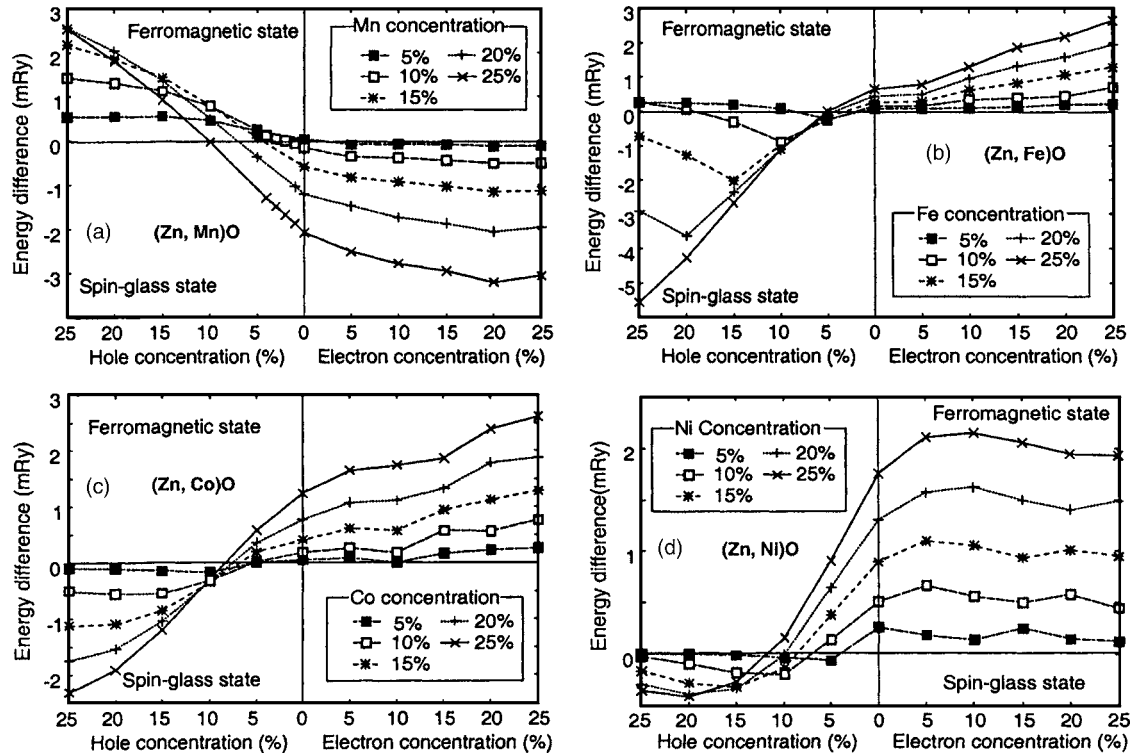 (a)
Ferromagnetic state
Mn concentration
5% 20%
10% 25%
15%
3
2
1
0
-1
-2
-3
Energy difference (mRy)
(Zn, Mn)O
Spin-glass state
25 20 15 10 5 0 5 10 15 20 25
Hole concentration (%) Electron concentration (%)
3
2
1
0
-1
-2
-3
-4
-5
Energy difference (mRy)
Ferromagnetic state
(b) (Zn, Fe)O
Fe concentration
5% 20%
10% 25%
15%
Spin-glass state
25 20 15 10 5 0 5 10 15 20 25
Hole concentration (%) Electron concentration (%)
3
2
1
0
-1
-2
Energy difference (mRy)
Ferromagnetic state
(c) (Zn, Co)O
Co concentration
5% 20%
10% 25%
15%
Spin-glass state
25 20 15 10 5 0 5 10 15 20 25
Hole concentration (%) Electron concentration (%)
2
1
0
Energy difference(mRy)
Ferromagnetic state
Ni Concentration
5% 20%
10% 25%
15%
(Zn, Ni)O
(d)
Spin-glass state
25 20 15 10 5 0 5 10 15 20 25
Hole concentration (%) Electron concentration (%)